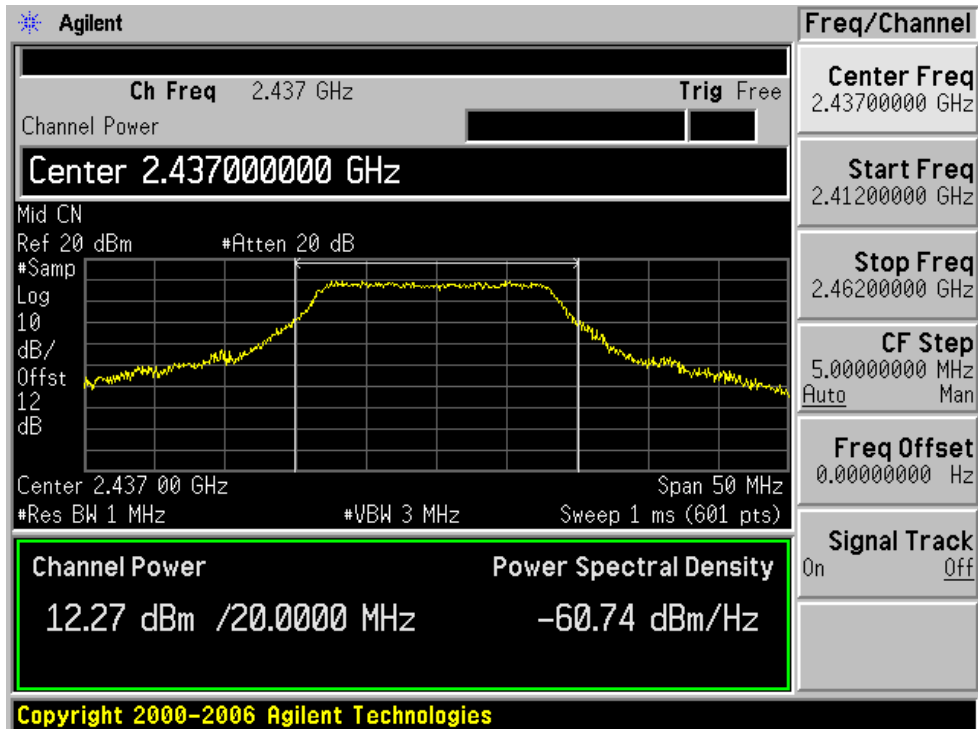 Agilent
Freq/Channel
Ch Freq 2.437 GHz Trig Free
Channel Power
Center 2.437000000 GHz
Mid CN
Ref 20 dBm #Atten 20 dB
#Samp
Log
10
dB/
Offst
12
dB
Center 2.437 00 GHz Span 50 MHz
#Res BW 1 MHz #VBW 3 MHz Sweep 1 ms (601 pts)
Channel Power Power Spectral Density
12.27 dBm /20.0000 MHz -60.74 dBm/Hz
Copyright 2000-2006 Agilent Technologies
Center Freq
2.43700000 GHz
Start Freq
2.41200000 GHz
Stop Freq
2.46200000 GHz
CF Step
5.00000000 MHz
Auto Man
Freq Offset
0.00000000 Hz
Signal Track
On Off